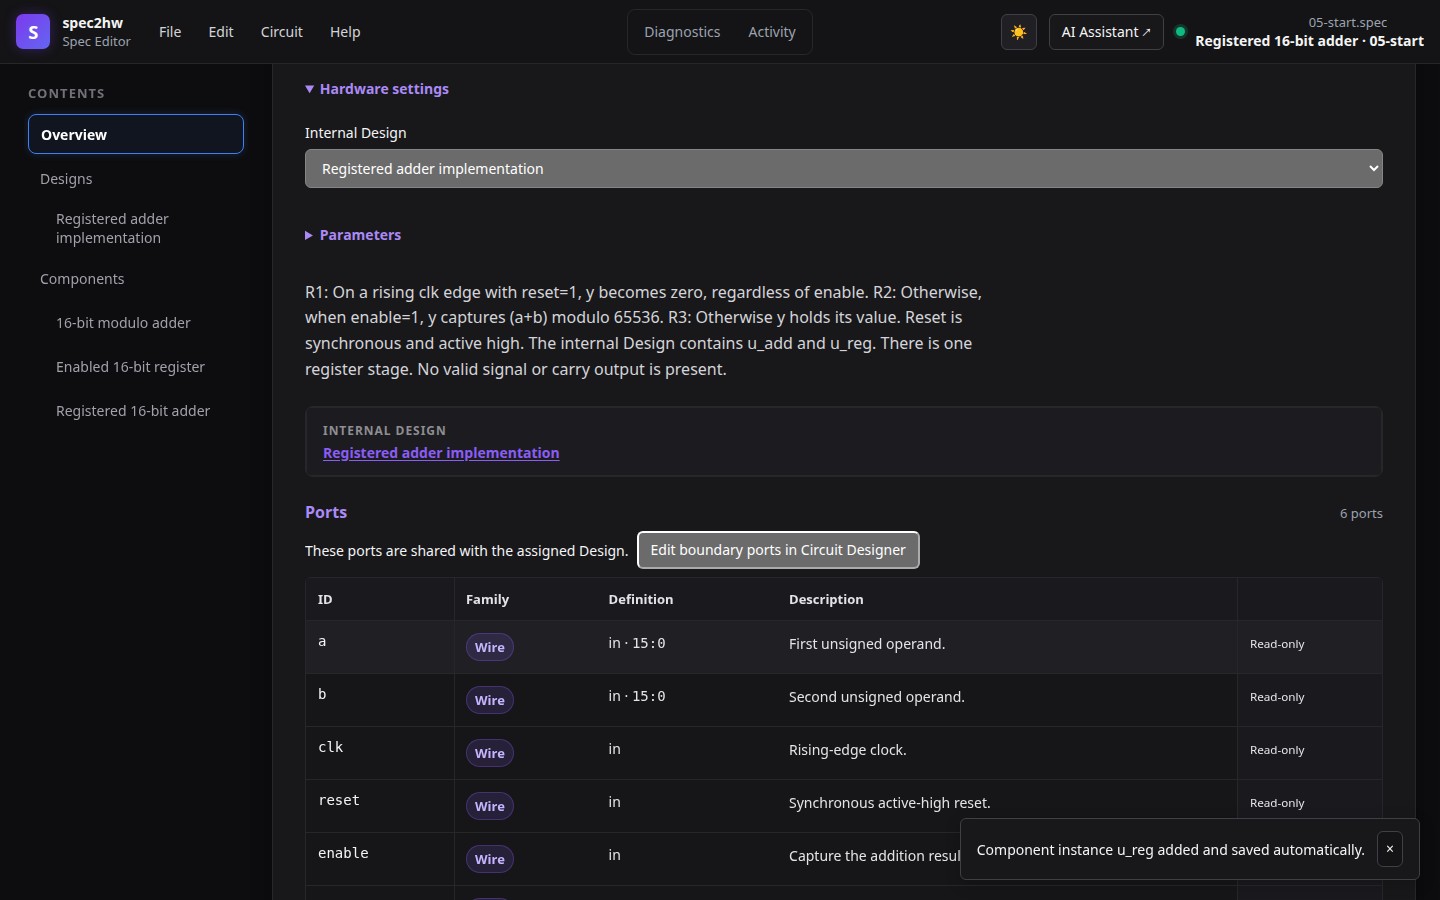 S
spec2hw
Spec Editor
File
Edit
Circuit
Help
Diagnostics
Activity
☀️
AI Assistant ↗
05-start.spec
Registered 16-bit adder · 05-start
CONTENTS
Overview
Designs
Registered adder
implementation
Components
16-bit modulo adder
Enabled 16-bit register
Registered 16-bit adder
▼ Hardware settings
Internal Design
Registered adder implementation
▶ Parameters
R1: On a rising clk edge with reset=1, y becomes zero, regardless of enable. R2: Otherwise,
when enable=1, y captures (a+b) modulo 65536. R3: Otherwise y holds its value. Reset is
synchronous and active high. The internal Design contains u_add and u_reg. There is one
register stage. No valid signal or carry output is present.
INTERNAL DESIGN
Registered adder implementation
Ports
6 ports
These ports are shared with the assigned Design. Edit boundary ports in Circuit Designer
ID Family Definition Description
a Wire in · 15:0 First unsigned operand. Read-only
b Wire in · 15:0 Second unsigned operand. Read-only
clk Wire in Rising-edge clock. Read-only
reset Wire in Synchronous active-high reset. Read-only
enable Wire in Capture the addition
Component instance u_reg added and saved automatically. ×